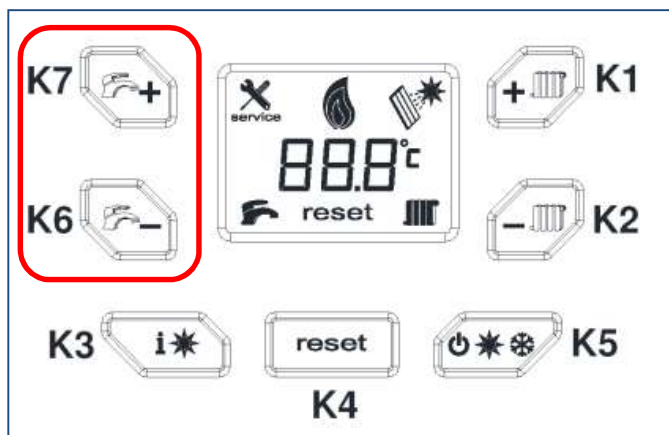 K7 + + K1
service
88.8°c
K6 - - K2
reset
K3 i reset K5
K4